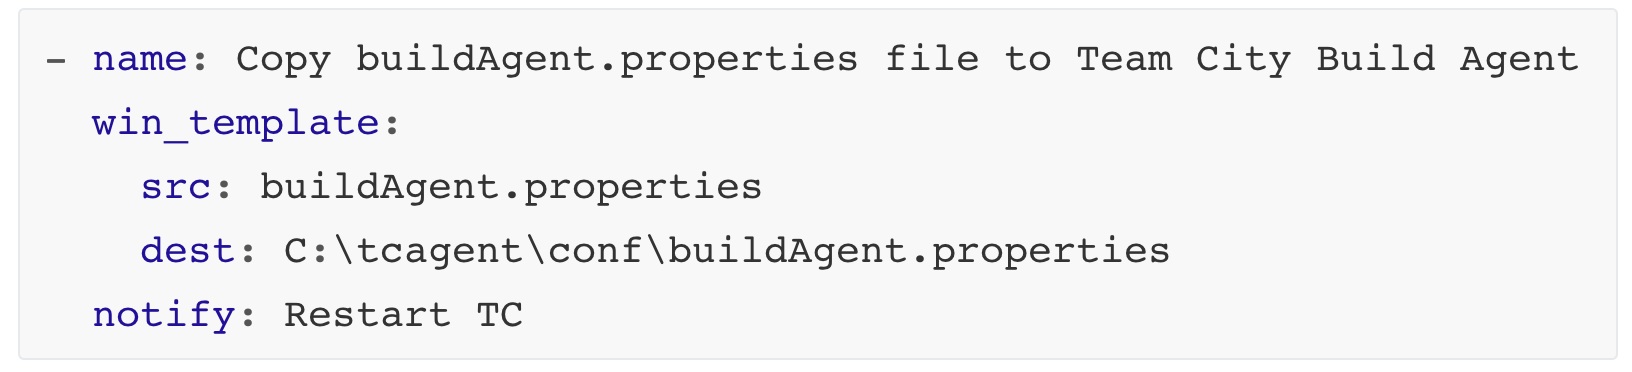 - name: Copy buildAgent.properties file to Team City Build Agent
  win_template:
    src: buildAgent.properties
    dest: C:\tcagent\conf\buildAgent.properties
  notify: Restart TC